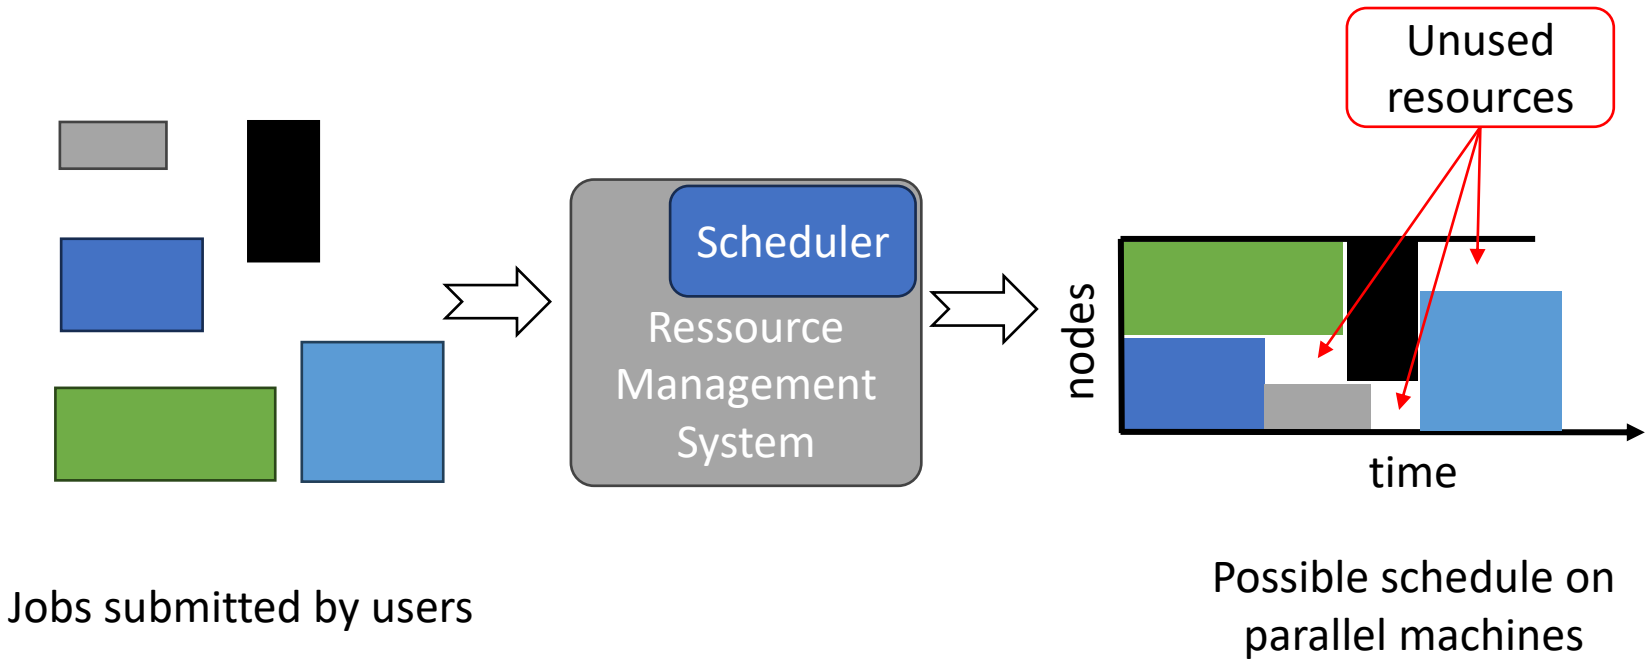 Unused
resources
Scheduler
Ressource
Management
System
nodes
time
Jobs submitted by users
Possible schedule on
parallel machines